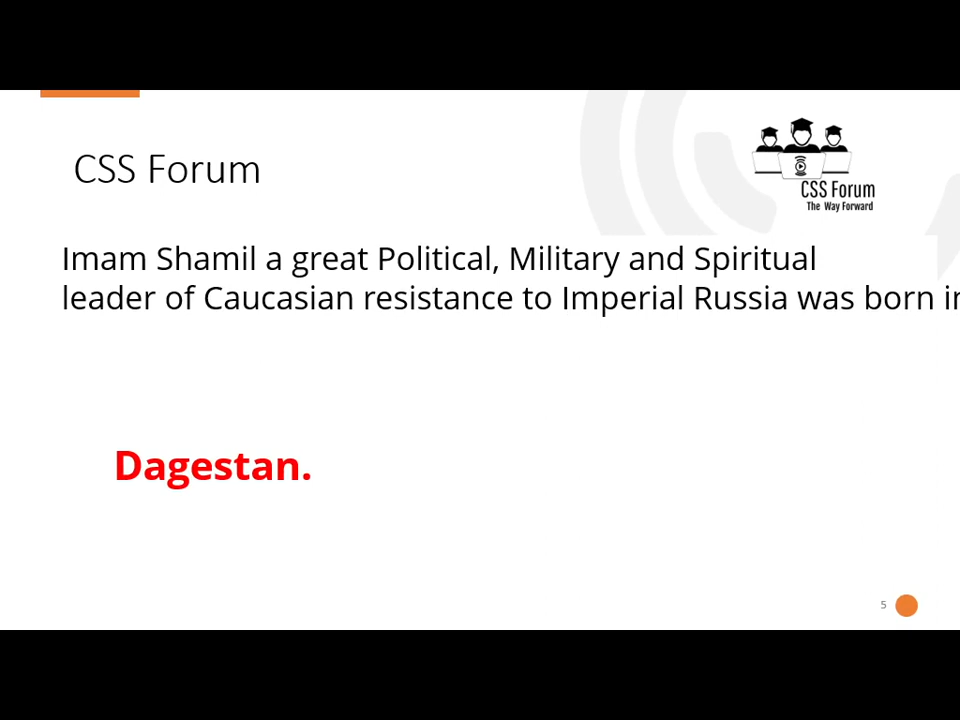 CSS Forum
CSS Forum
The Way Forward
Imam Shamil a great Political, Military and Spiritual
leader of Caucasian resistance to Imperial Russia was born in
Dagestan.
5